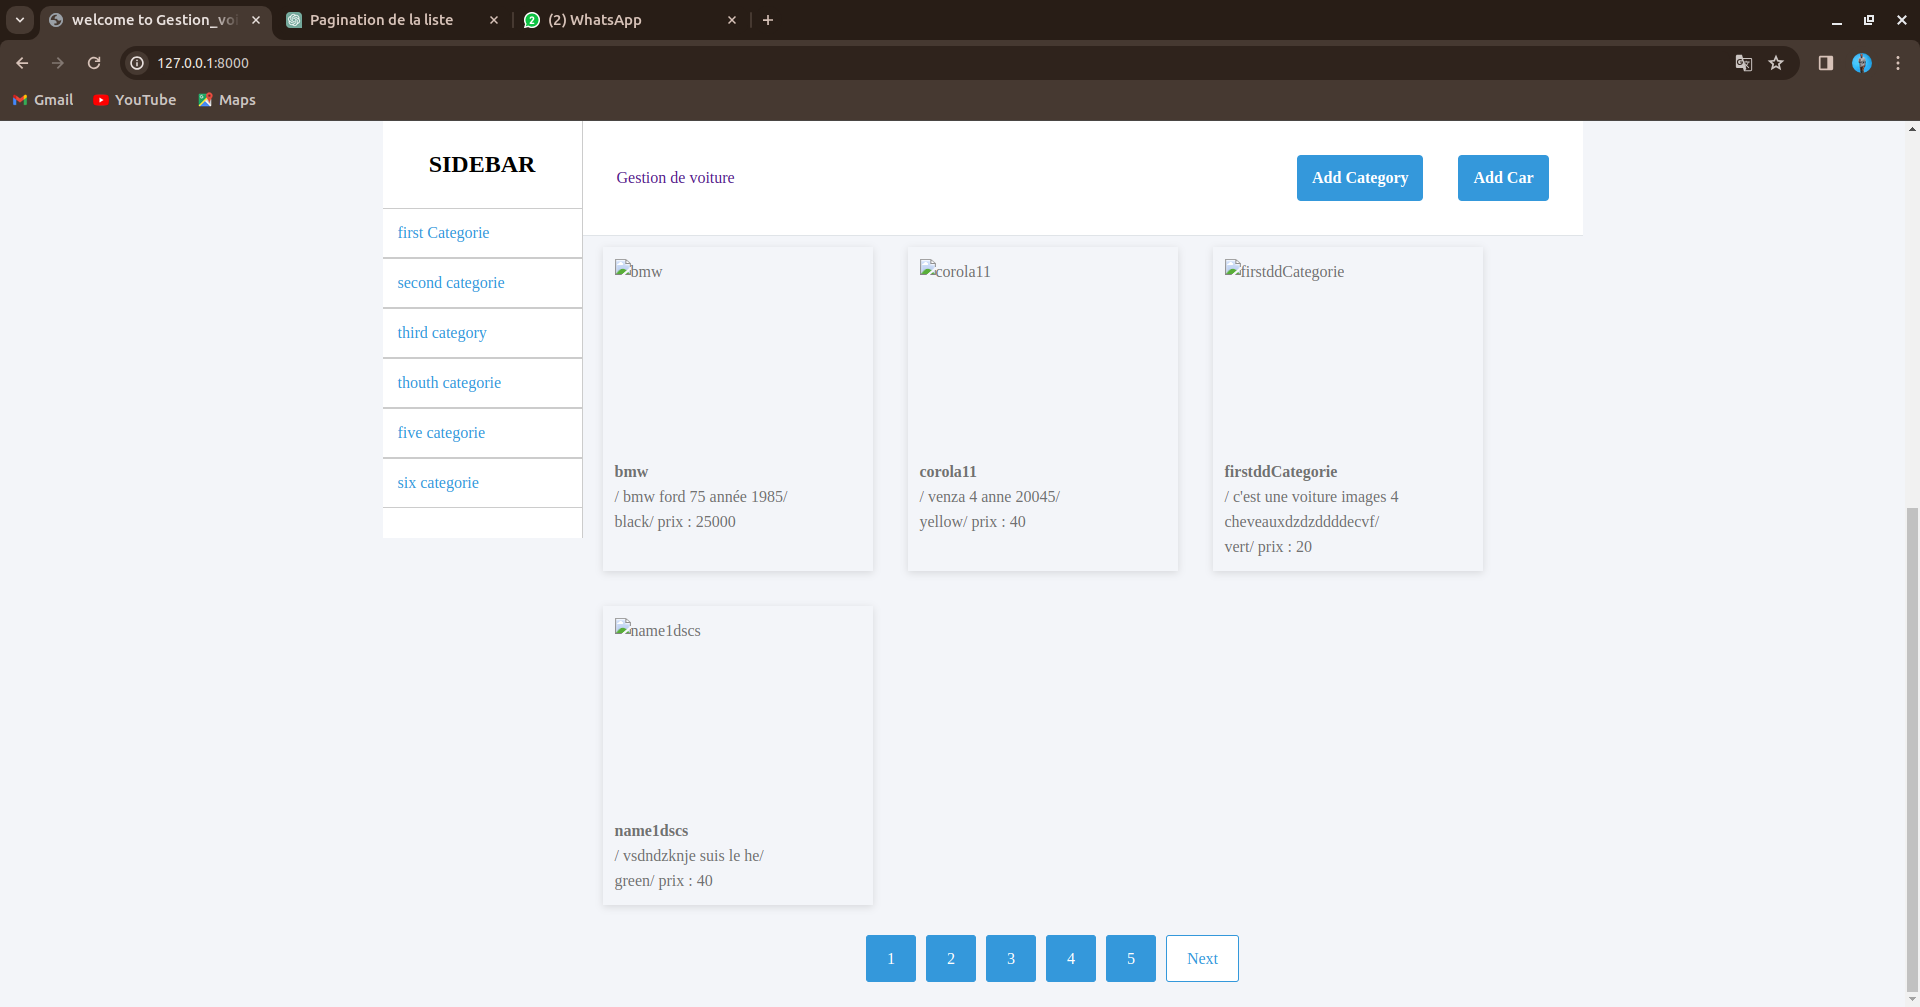 welcome to Gestion_voi
Pagination de la liste
(2) WhatsApp
127.0.0.1:8000
Gmail
YouTube
Maps
SIDEBAR
Gestion de voiture
Add Category
Add Car
first Categorie
second categorie
third category
thouth categorie
five categorie
six categorie
bmw
corola11
firstddCategorie
bmw
/ bmw ford 75 année 1985/
black/ prix : 25000
corola11
/ venza 4 anne 20045/
yellow/ prix : 40
firstddCategorie
/ c'est une voiture images 4
cheveauxdzdzddddecvf/
vert/ prix : 20
name1dscs
name1dscs
/ vsdndzknje suis le he/
green/ prix : 40
1 2 3 4 5 Next